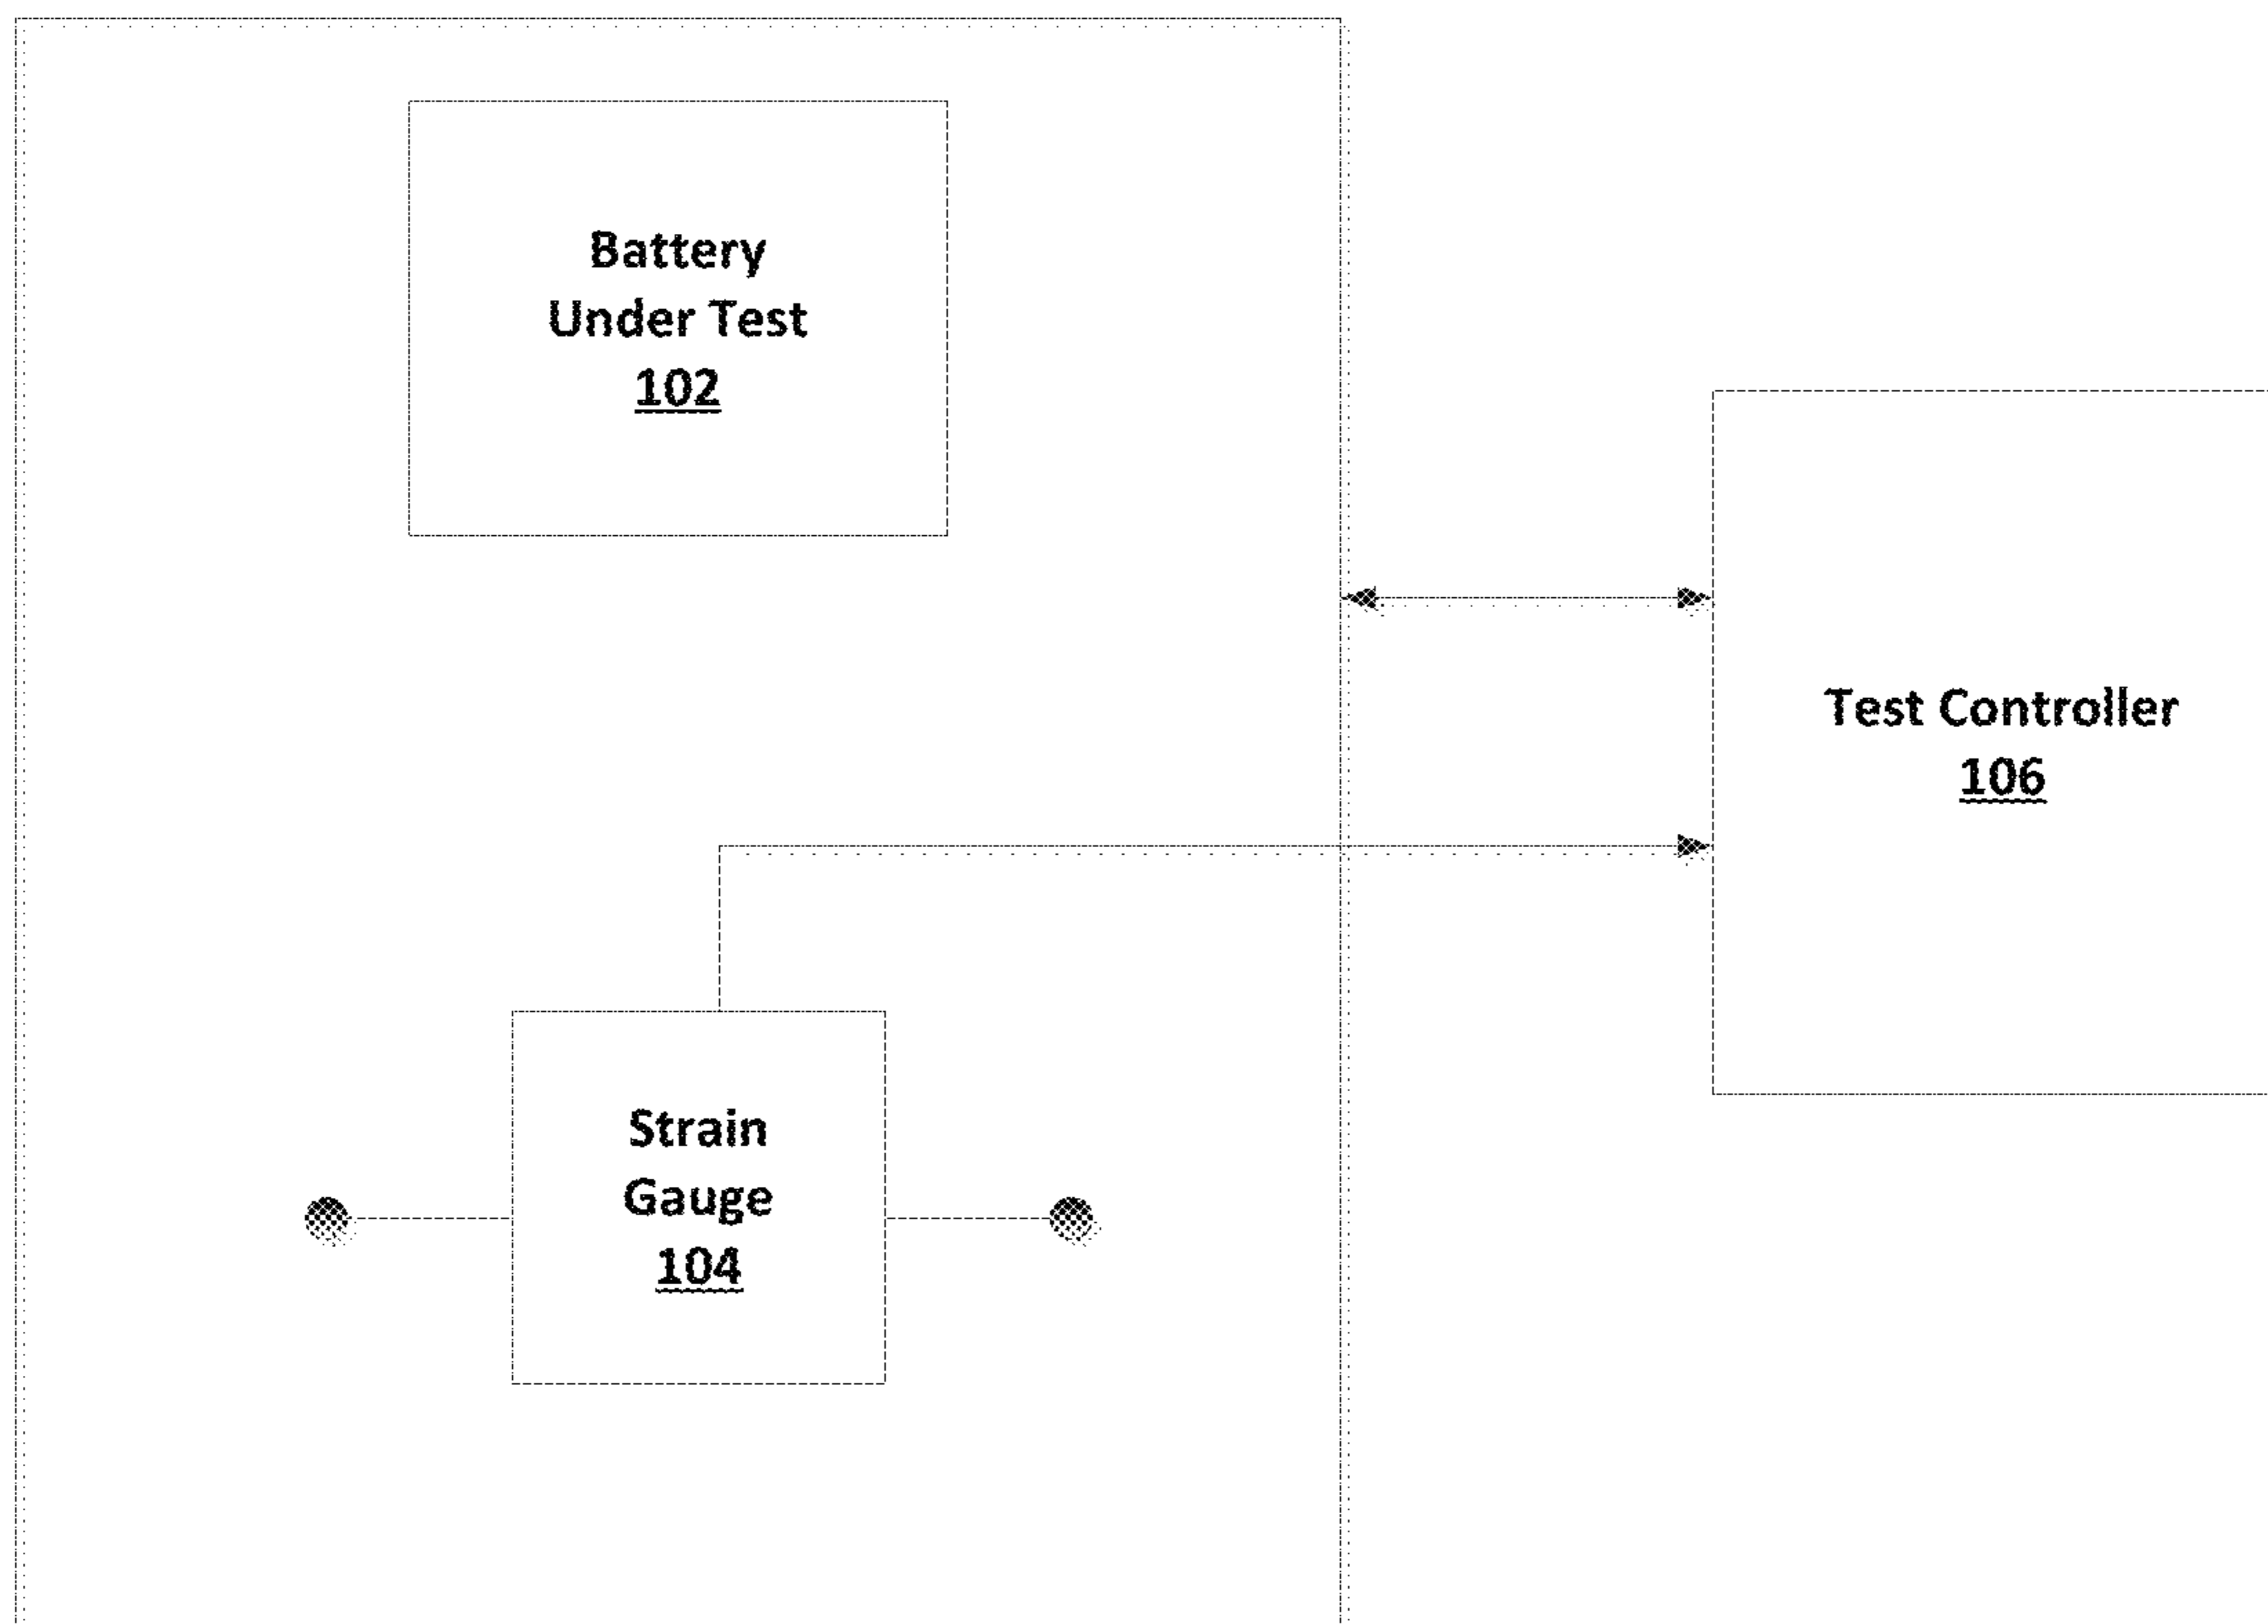 Battery
Under Test
102
Test Controller
106
Strain
Gauge
104